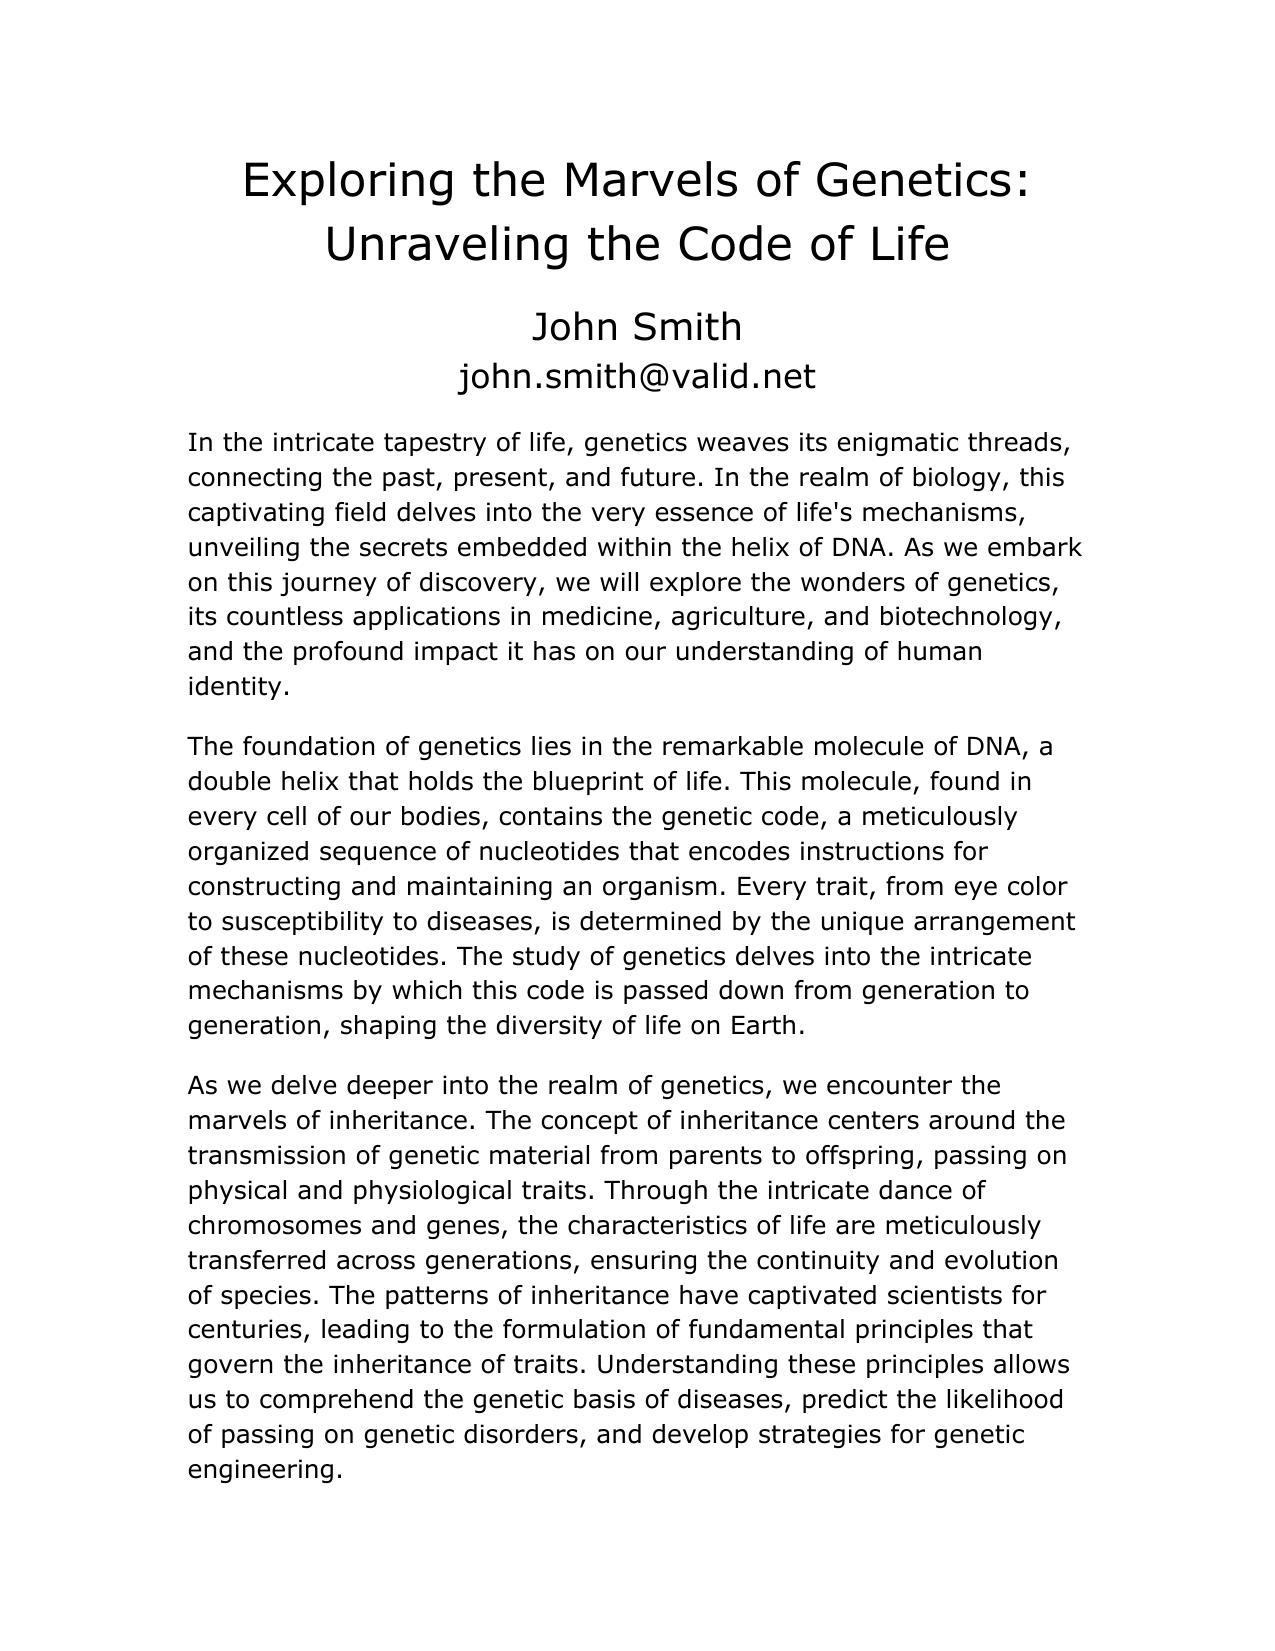 Exploring the Marvels of Genetics:
Unraveling the Code of Life
John Smith
john.smith@valid.net
In the intricate tapestry of life, genetics weaves its enigmatic threads,
connecting the past, present, and future. In the realm of biology, this
captivating field delves into the very essence of life's mechanisms,
unveiling the secrets embedded within the helix of DNA. As we embark
on this journey of discovery, we will explore the wonders of genetics,
its countless applications in medicine, agriculture, and biotechnology,
and the profound impact it has on our understanding of human
identity.
The foundation of genetics lies in the remarkable molecule of DNA, a
double helix that holds the blueprint of life. This molecule, found in
every cell of our bodies, contains the genetic code, a meticulously
organized sequence of nucleotides that encodes instructions for
constructing and maintaining an organism. Every trait, from eye color
to susceptibility to diseases, is determined by the unique arrangement
of these nucleotides. The study of genetics delves into the intricate
mechanisms by which this code is passed down from generation to
generation, shaping the diversity of life on Earth.
As we delve deeper into the realm of genetics, we encounter the
marvels of inheritance. The concept of inheritance centers around the
transmission of genetic material from parents to offspring, passing on
physical and physiological traits. Through the intricate dance of
chromosomes and genes, the characteristics of life are meticulously
transferred across generations, ensuring the continuity and evolution
of species. The patterns of inheritance have captivated scientists for
centuries, leading to the formulation of fundamental principles that
govern the inheritance of traits. Understanding these principles allows
us to comprehend the genetic basis of diseases, predict the likelihood
of passing on genetic disorders, and develop strategies for genetic
engineering.